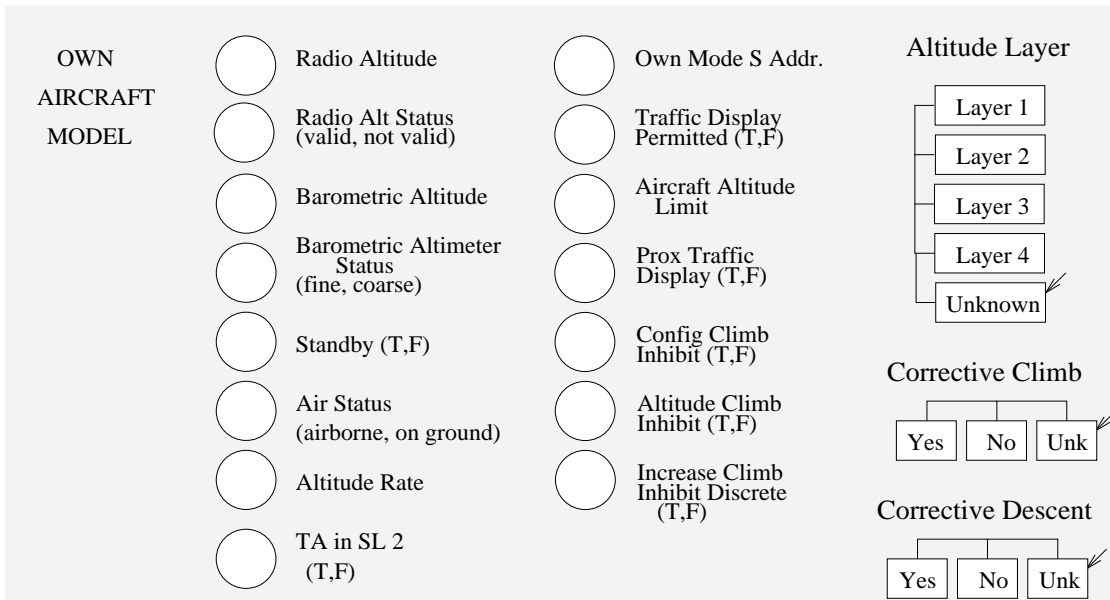 OWN
AIRCRAFT
MODEL
Radio Altitude
Radio Alt Status
(valid, not valid)
Barometric Altitude
Barometric Altimeter
Status
(fine, coarse)
Standby (T,F)
Air Status
(airborne, on ground)
Altitude Rate
TA in SL 2
(T,F)
Own Mode S Addr.
Traffic Display
Permitted (T,F)
Aircraft Altitude
Limit
Prox Traffic
Display (T,F)
Config Climb
Inhibit (T,F)
Altitude Climb
Inhibit (T,F)
Increase Climb
Inhibit Discrete
(T,F)
Altitude Layer
Layer 1
Layer 2
Layer 3
Layer 4
Unknown
Corrective Climb
Yes No Unk
Corrective Descent
Yes No Unk